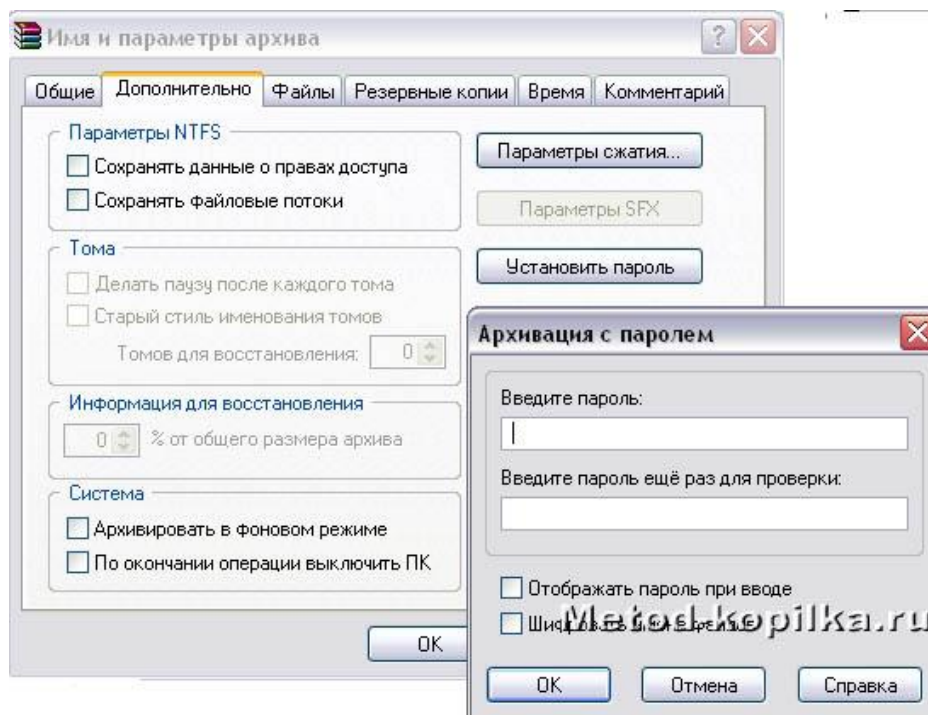 Имя и параметры архива
Общие Дополнительно Файлы Резервные копии Время Комментарий
Параметры NTFS
Сохранять данные о правах доступа
Сохранять файловые потоки
Параметры сжатия...
Параметры SFX
Установить пароль
Тома
Делать паузу после каждого тома
Старый стиль именования томов
Томов для восстановления: 0
Информация для восстановления
0 % от общего размера архива
Система
Архивировать в фоновом режиме
По окончании операции выключить ПК
OK
Архивация с паролем
Введите пароль:
Введите пароль ещё раз для проверки:
Отображать пароль при вводе
Metod-kopilka.ru
OK Отмена Справка